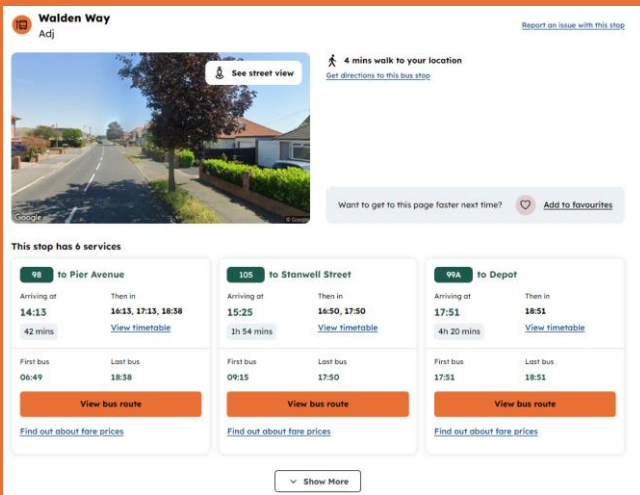 Walden Way
Adj
Report an issue with this stop
See street view
Google
© Google
4 mins walk to your location
Get directions to this bus stop
Want to get to this page faster next time?
Add to favourites
This stop has 6 services
98 to Pier Avenue
Arriving at Then in
14:13 16:13, 17:13, 18:38
42 mins View timetable
First bus Last bus
06:49 18:38
View bus route
Find out about fare prices
105 to Stanwell Street
Arriving at Then in
15:25 16:50, 17:50
1h 54 mins View timetable
First bus Last bus
09:15 17:50
View bus route
Find out about fare prices
99A to Depot
Arriving at Then in
17:51 18:51
4h 20 mins View timetable
First bus Last bus
17:51 18:51
View bus route
Find out about fare prices
Show More